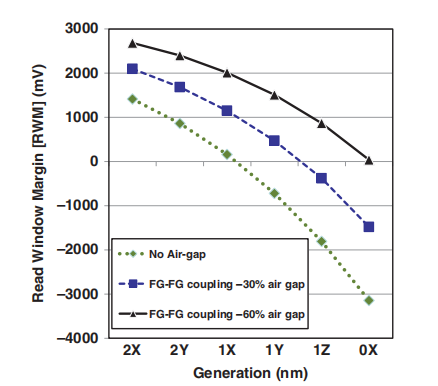 3000
2000
1000
0
−1000
−2000
−3000
−4000
Read Window Margin [RWM] (mV)
No Air-gap
FG-FG coupling −30% air gap
FG-FG coupling −60% air gap
2X 2Y 1X 1Y 1Z 0X
Generation (nm)